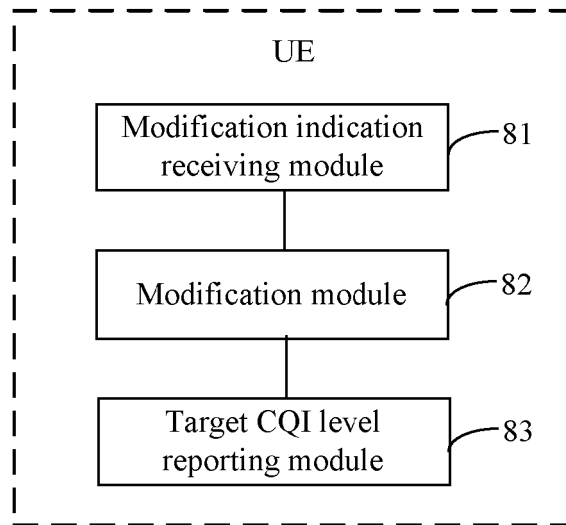 UE
Modification indication
receiving module
81
Modification module
82
Target CQI level
reporting module
83